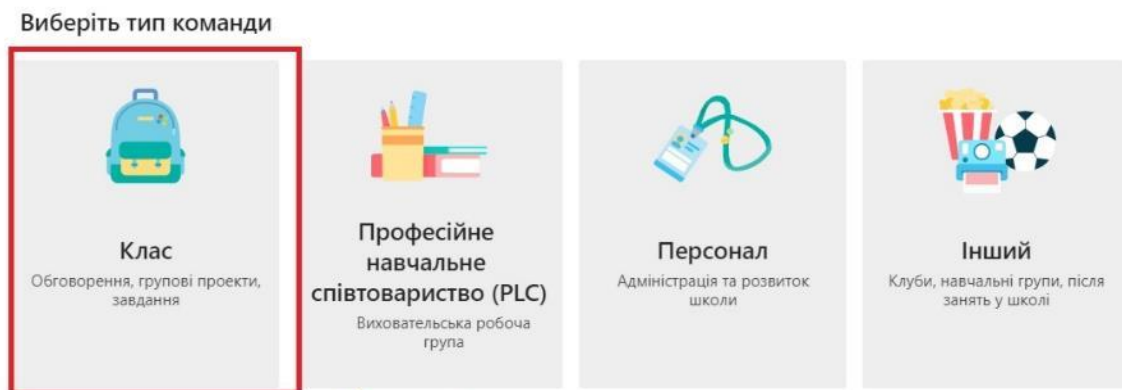 Виберіть тип команди
Клас
Обговорення, групові проекти,
завдання
Професійне
навчальне
співтовариство (PLC)
Виховательська робоча
група
Персонал
Адміністрація та розвиток
школи
Інший
Клуби, навчальні групи, після
занять у школі